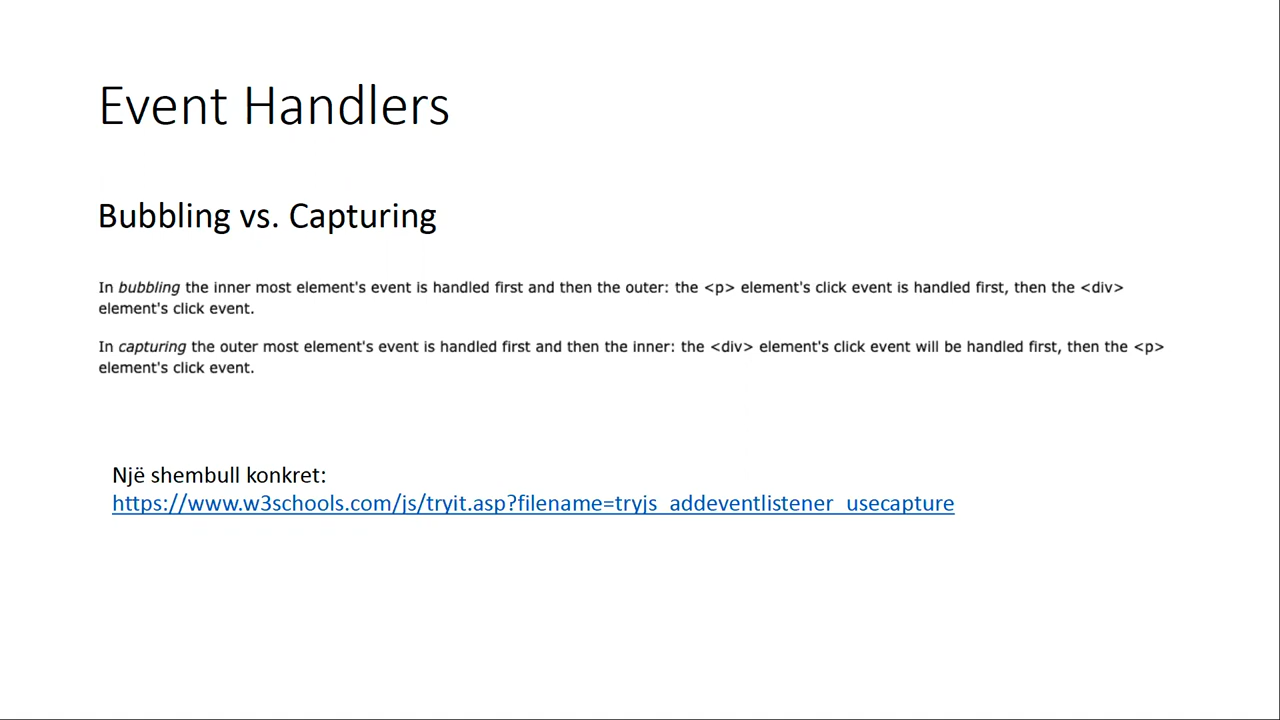 Event Handlers
Bubbling vs. Capturing
In bubbling the inner most element's event is handled first and then the outer: the <p> element's click event is handled first, then the <div>
element's click event.
In capturing the outer most element's event is handled first and then the inner: the <div> element's click event will be handled first, then the <p>
element's click event.
Një shembull konkret:
https://www.w3schools.com/js/tryit.asp?filename=tryjs_addeventlistener_usecapture